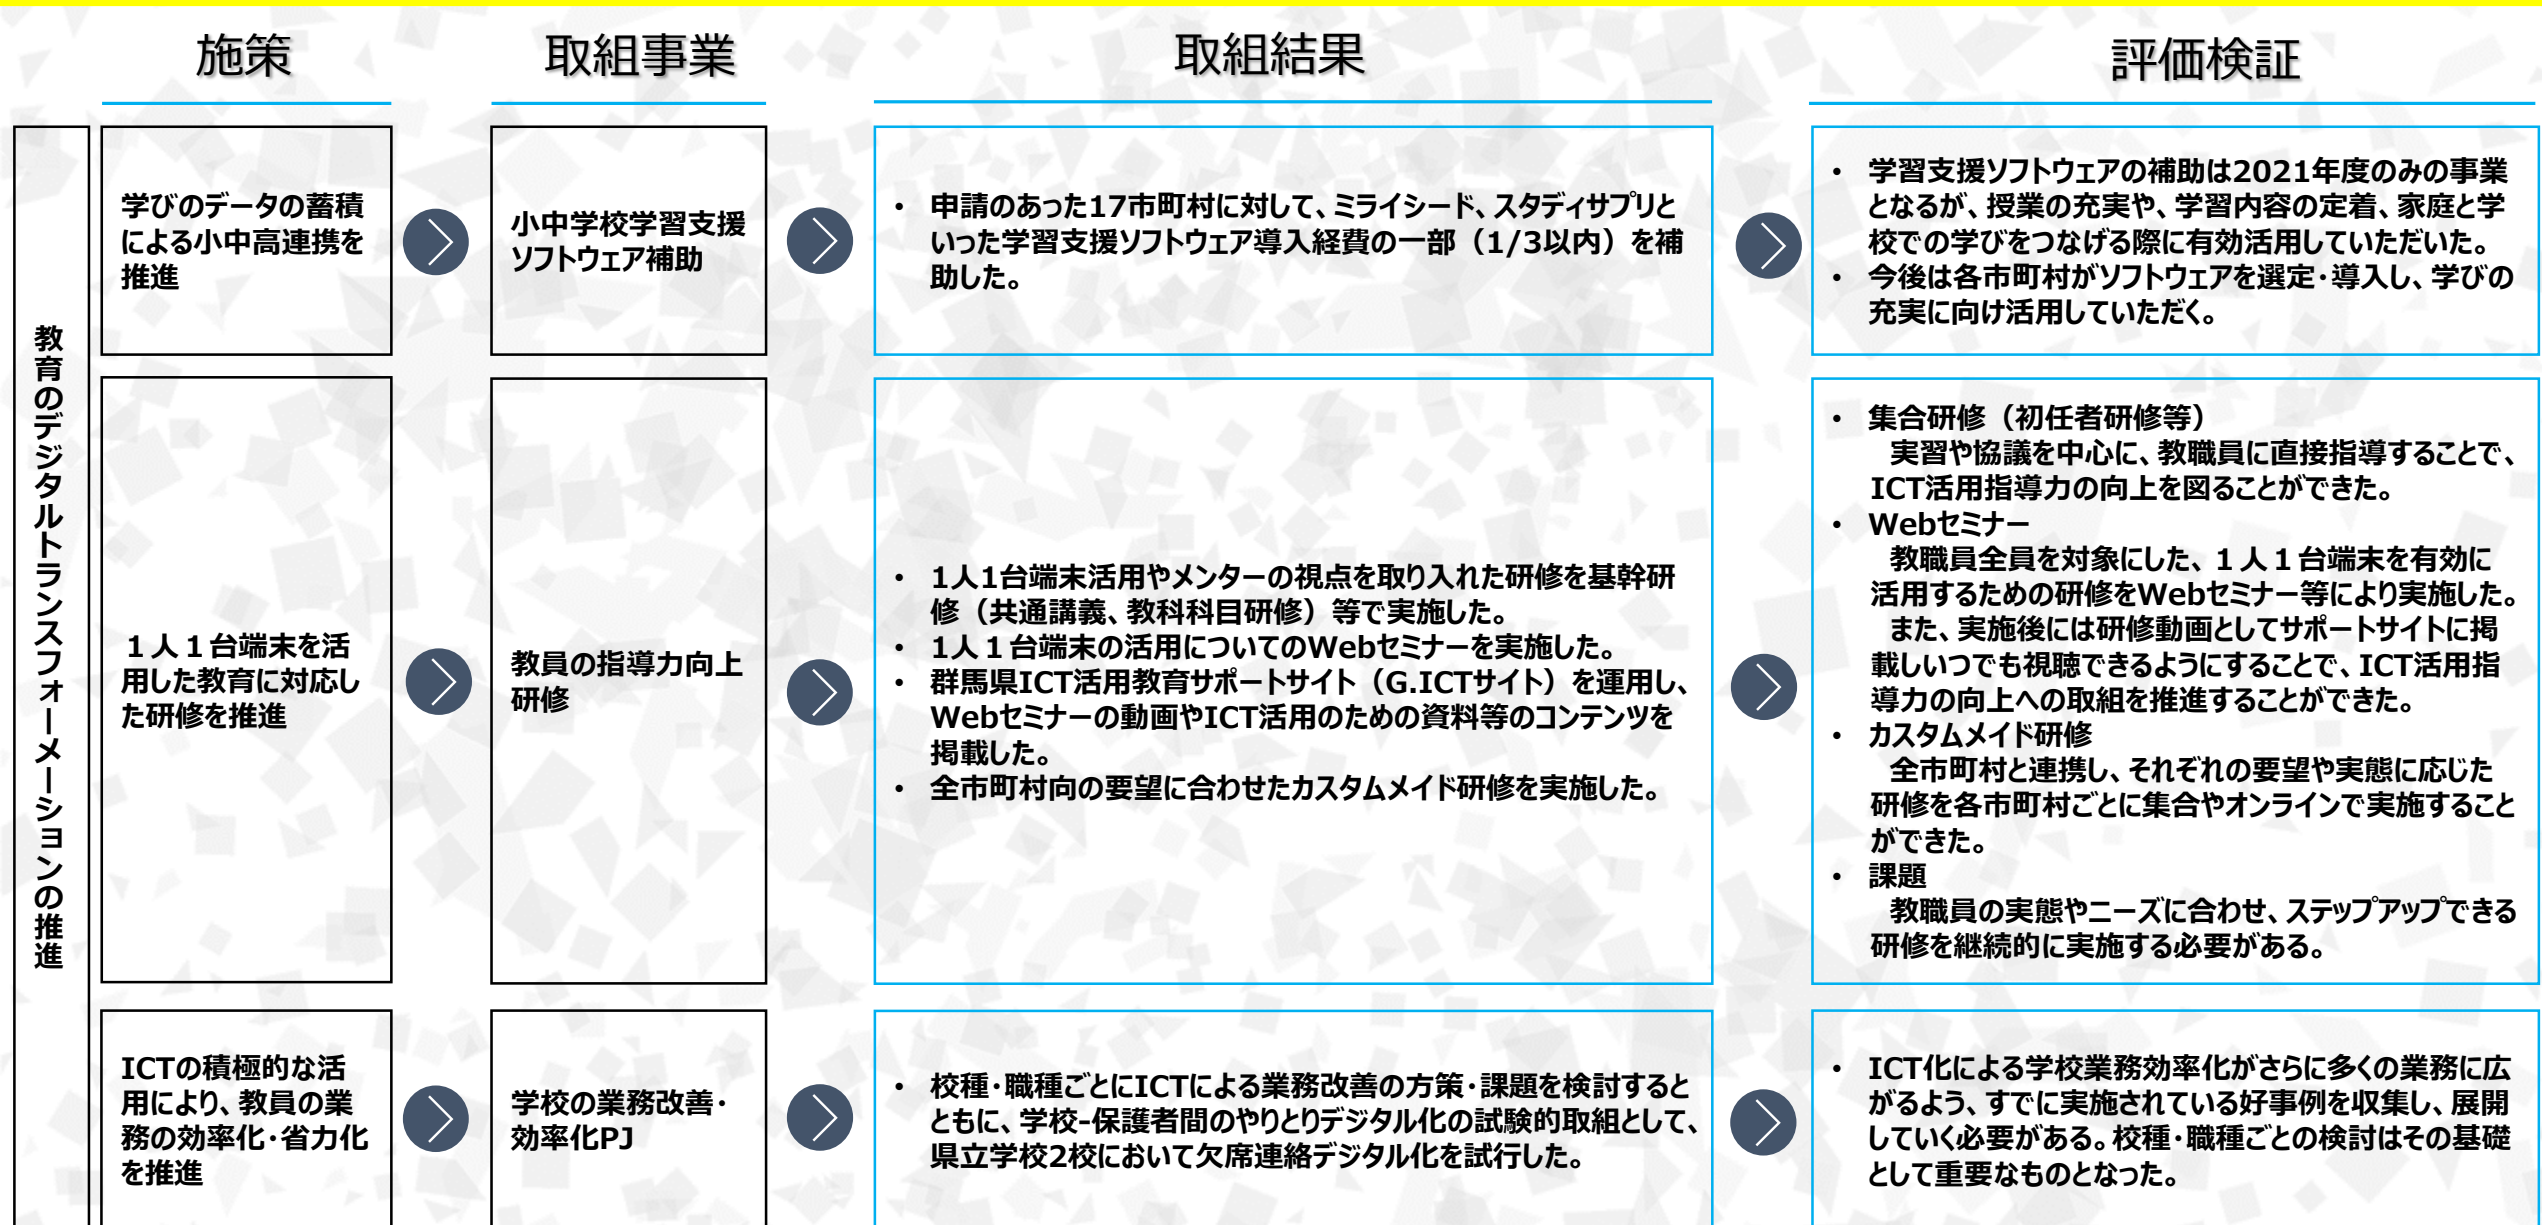 施策
取組事業
取組結果
評価検証
教育のデジタルトランスフォーメーションの推進
学びのデータの蓄積
による小中高連携を
推進
小中学校学習支援
ソフトウェア補助
• 申請のあった17市町村に対して、ミライシード、スタディサプリと
いった学習支援ソフトウェア導入経費の一部（1/3以内）を補
助した。
• 学習支援ソフトウェアの補助は2021年度のみの事業
となるが、授業の充実や、学習内容の定着、家庭と学
校での学びをつなげる際に有効活用していただいた。
• 今後は各市町村がソフトウェアを選定・導入し、学びの
充実に向け活用していただく。
１人１台端末を活
用した教育に対応し
た研修を推進
教員の指導力向上
研修
• 1人1台端末活用やメンターの視点を取り入れた研修を基幹研
修（共通講義、教科科目研修）等で実施した。
• 1人１台端末の活用についてのWebセミナーを実施した。
• 群馬県ICT活用教育サポートサイト（G.ICTサイト）を運用し、
Webセミナーの動画やICT活用のための資料等のコンテンツを
掲載した。
• 全市町村向の要望に合わせたカスタムメイド研修を実施した。
• 集合研修（初任者研修等）
実習や協議を中心に、教職員に直接指導することで、
ICT活用指導力の向上を図ることができた。
• Webセミナー
教職員全員を対象にした、１人１台端末を有効に
活用するための研修をWebセミナー等により実施した。
また、実施後には研修動画としてサポートサイトに掲
載しいつでも視聴できるようにすることで、ICT活用指
導力の向上への取組を推進することができた。
• カスタムメイド研修
全市町村と連携し、それぞれの要望や実態に応じた
研修を各市町村ごとに集合やオンラインで実施すること
ができた。
• 課題
教職員の実態やニーズに合わせ、ステップアップできる
研修を継続的に実施する必要がある。
ICTの積極的な活
用により、教員の業
務の効率化・省力化
を推進
学校の業務改善・
効率化PJ
• 校種・職種ごとにICTによる業務改善の方策・課題を検討すると
ともに、学校-保護者間のやりとりデジタル化の試験的取組として、
県立学校2校において欠席連絡デジタル化を試行した。
• ICT化による学校業務効率化がさらに多くの業務に広
がるよう、すでに実施されている好事例を収集し、展開
していく必要がある。校種・職種ごとの検討はその基礎
として重要なものとなった。